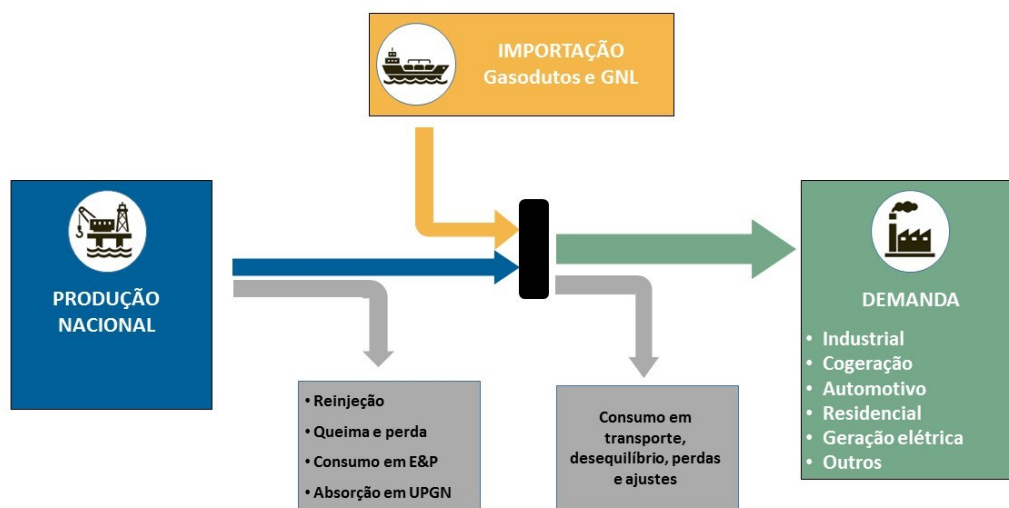 IMPORTAÇÃO
Gasodutos e GNL
PRODUÇÃO
NACIONAL
DEMANDA
• Industrial
• Cogeração
• Automotivo
• Residencial
• Geração elétrica
• Outros
• Reinjeção
• Queima e perda
• Consumo em E&P
• Absorção em UPGN
Consumo em
transporte,
desequilíbrio, perdas
e ajustes